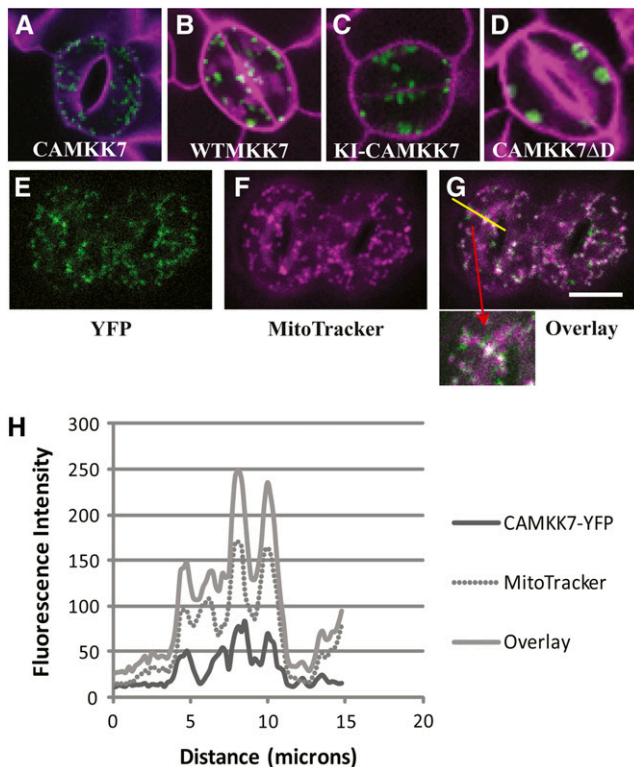 A
B
C
D
CAMKK7
WTMKK7
KI-CAMKK7
CAMKK7ΔD
E
F
G
YFP
MitoTracker
Overlay
H
300
250
200
150
100
50
0
Fluorescence Intensity
0 5 10 15 20
Distance (microns)
CAMKK7-YFP
MitoTracker
Overlay